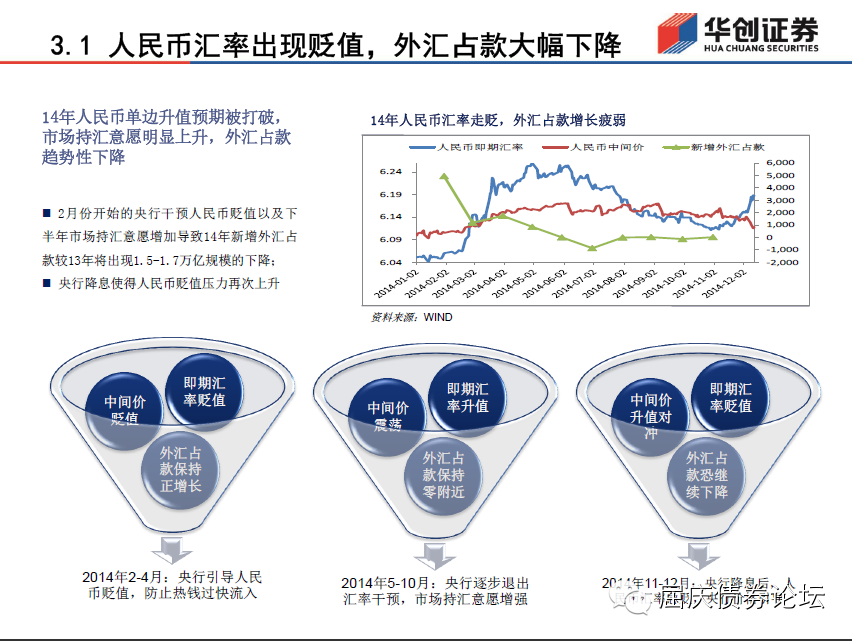 3.1 人民币汇率出现贬值，外汇占款大幅下降
华创证券
HUA CHUANG SECURITIES
14年人民币单边升值预期被打破，
市场持汇意愿明显上升，外汇占款
趋势性下降
■ 2月份开始的央行干预人民币贬值以及下
半年市场持汇意愿增加导致14年新增外汇占
款较13年将出现1.5-1.7万亿规模的下降；
■ 央行降息使得人民币贬值压力再次上升
14年人民币汇率走贬，外汇占款增长疲弱
人民币即期汇率 人民币中间价 新增外汇占款
6.24
6.19
6.14
6.09
6.04
6,000
5,000
4,000
3,000
2,000
1,000
0
-1,000
-2,000
2014-01-02
2014-02-02
2014-03-02
2014-04-02
2014-05-02
2014-06-02
2014-07-02
2014-08-02
2014-09-02
2014-10-02
2014-11-02
2014-12-02
资料来源：WIND
中间价
贬值
即期汇
率贬值
外汇占
款保持
正增长
2014年2-4月：央行引导人民
币贬值，防止热钱过快流入
中间价
震荡
即期汇
率升值
外汇占
款保持
零附近
2014年5-10月：央行逐步退出
汇率干预，市场持汇意愿增强
中间价
升值对
冲
即期汇
率贬值
外汇占
款恐继
续下降
2014年11-12月：央行降息后，人
屈庆债券论坛